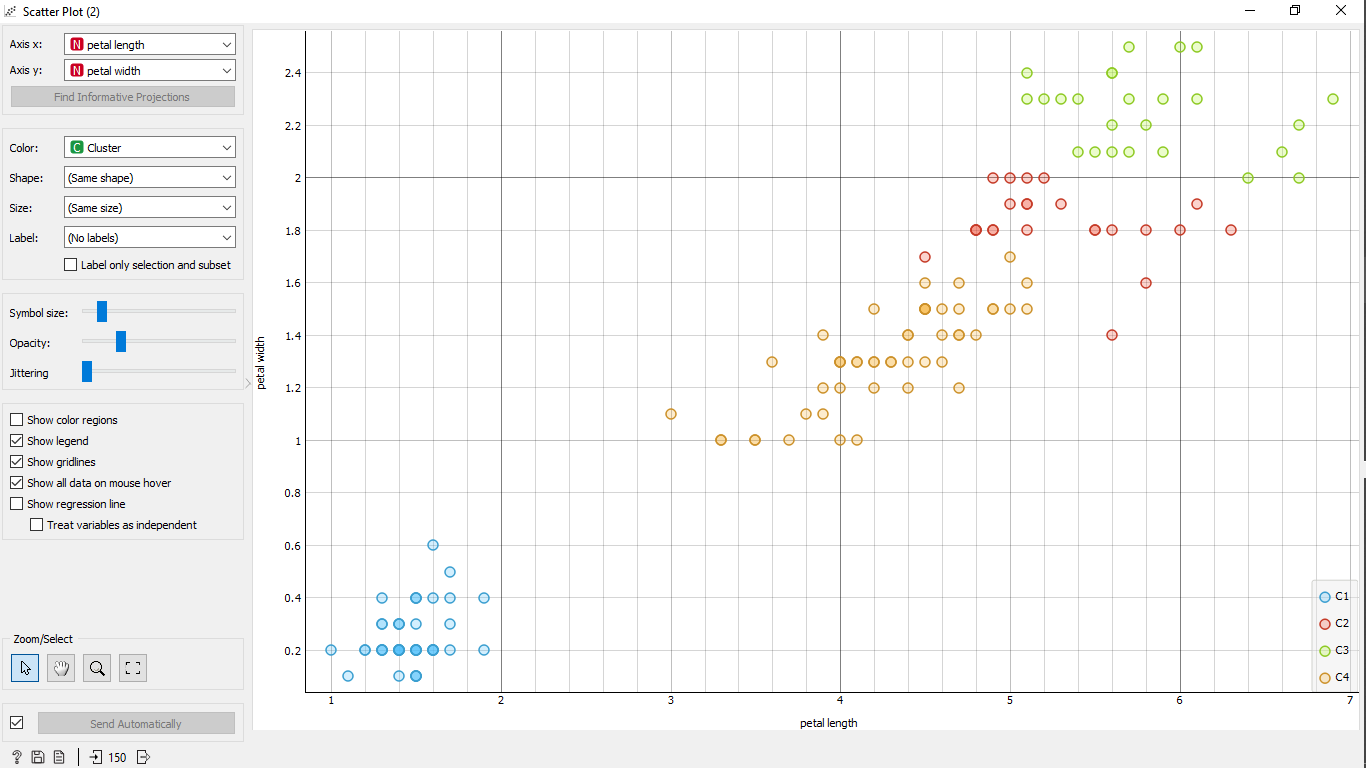 Scatter Plot (2)
Axis x: N petal length
Axis y: N petal width
Find Informative Projections
Color: C Cluster
Shape: (Same shape)
Size: (Same size)
Label: (No labels)
Label only selection and subset
Symbol size:
Opacity:
Jittering
Show color regions
Show legend
Show gridlines
Show all data on mouse hover
Show regression line
Treat variables as independent
Zoom/Select
Send Automatically
? 150
petal width
2.4
2.2
2
1.8
1.6
1.4
1.2
1
0.8
0.6
0.4
0.2
1 2 3 4 5 6 7
petal length
C1
C2
C3
C4